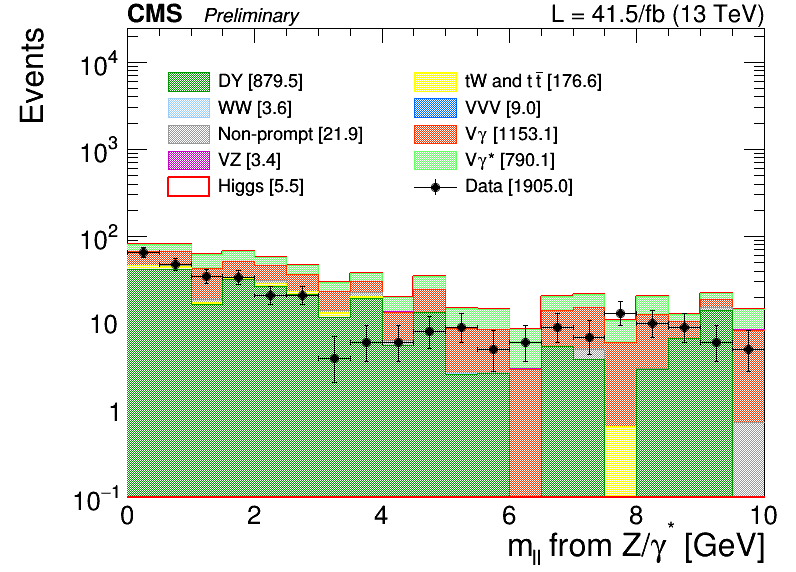 CMS Preliminary L = 41.5/fb (13 TeV)
Events
10⁴
10³
10²
10
1
10⁻¹
DY [879.5]
WW [3.6]
Non-prompt [21.9]
VZ [3.4]
Higgs [5.5]
tW and tt̅ [176.6]
VVV [9.0]
Vγ [1153.1]
Vγ* [790.1]
Data [1905.0]
0 2 4 6 8 10
m_ll from Z/γ* [GeV]